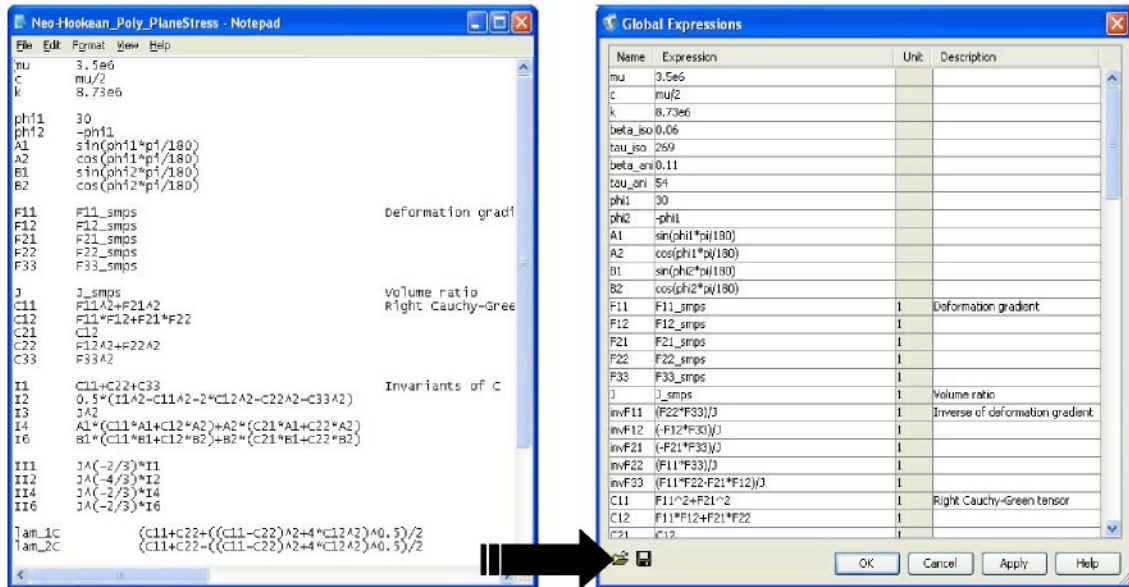 Neo-Hookean_Poly_PlaneStress - Notepad
File Edit Format View Help
mu 3.5e6
c mu/2
k 8.73e6
phi1 30
phi2 -phi1
A1 sin(phi1*pi/180)
A2 cos(phi1*pi/180)
B1 sin(phi2*pi/180)
B2 cos(phi2*pi/180)
F11 F11_smps Deformation gradi
F12 F12_smps
F21 F21_smps
F22 F22_smps
F33 F33_smps
J J_smps Volume ratio
C11 F11^2+F21^2 Right Cauchy-Gree
C12 F11*F12+F21*F22
C21 C12
C22 F12^2+F22^2
C33 F33^2
I1 C11+C22+C33 Invariants of C
I2 0.5*(I1^2-C11^2-2*C12^2-C22^2-C33^2)
I3 J^2
I4 A1*(C11*A1+C12*A2)+A2*(C21*A1+C22*A2)
I6 B1*(C11*B1+C12*B2)+B2*(C21*B1+C22*B2)
II1 J^(-2/3)*I1
II2 J^(-4/3)*I2
II4 J^(-2/3)*I4
II6 J^(-2/3)*I6
lam_1C (C11+C22+((C11-C22)^2+4*C12^2)^0.5)/2
lam_2C (C11+C22-((C11-C22)^2+4*C12^2)^0.5)/2
Global Expressions
Name Expression Unit Description
mu 3.5e6
c mu/2
k 8.73e6
beta_iso 0.06
tau_iso 269
beta_ani 0.11
tau_ani 54
phi1 30
phi2 -phi1
A1 sin(phi1*pi/180)
A2 cos(phi1*pi/180)
B1 sin(phi2*pi/180)
B2 cos(phi2*pi/180)
F11 F11_smps 1 Deformation gradient
F12 F12_smps 1
F21 F21_smps 1
F22 F22_smps 1
F33 F33_smps 1
J J_smps 1 Volume ratio
invF11 (F22*F33)/J 1 Inverse of deformation gradient
invF12 (-F12*F33)/J 1
invF21 (-F21*F33)/J 1
invF22 (F11*F33)/J 1
invF33 (F11*F22-F21*F12)/J 1
C11 F11^2+F21^2 1 Right Cauchy-Green tensor
C12 F11*F12+F21*F22 1
C21 C12 1
OK Cancel Apply Help